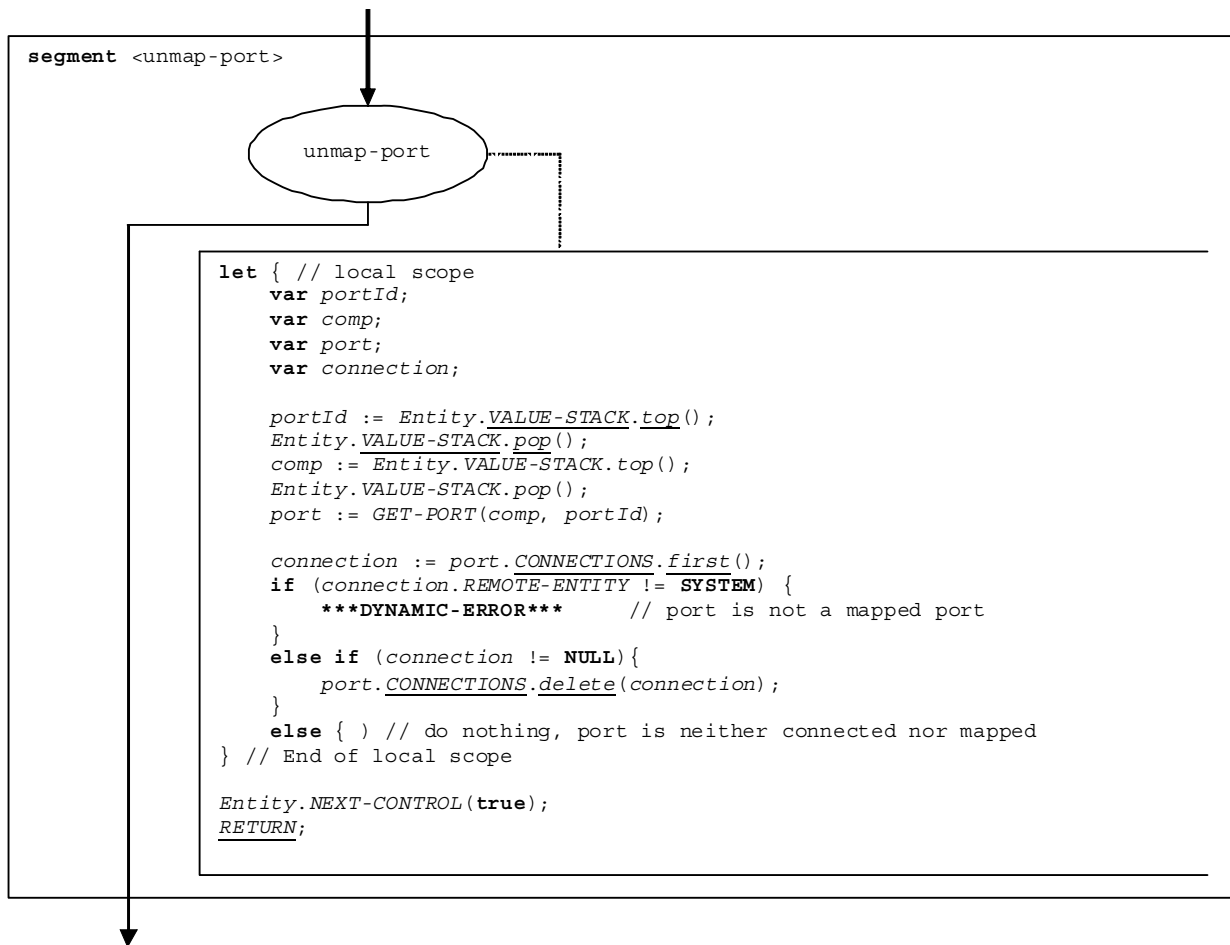 segment <unmap-port>
unmap-port
let { // local scope
var portId;
var comp;
var port;
var connection;
portId := Entity.VALUE-STACK.top();
Entity.VALUE-STACK.pop();
comp := Entity.VALUE-STACK.top();
Entity.VALUE-STACK.pop();
port := GET-PORT(comp, portId);
connection := port.CONNECTIONS.first();
if (connection.REMOTE-ENTITY != SYSTEM) {
***DYNAMIC-ERROR*** // port is not a mapped port
}
else if (connection != NULL){
port.CONNECTIONS.delete(connection);
}
else { ) // do nothing, port is neither connected nor mapped
} // End of local scope
Entity.NEXT-CONTROL(true);
RETURN;